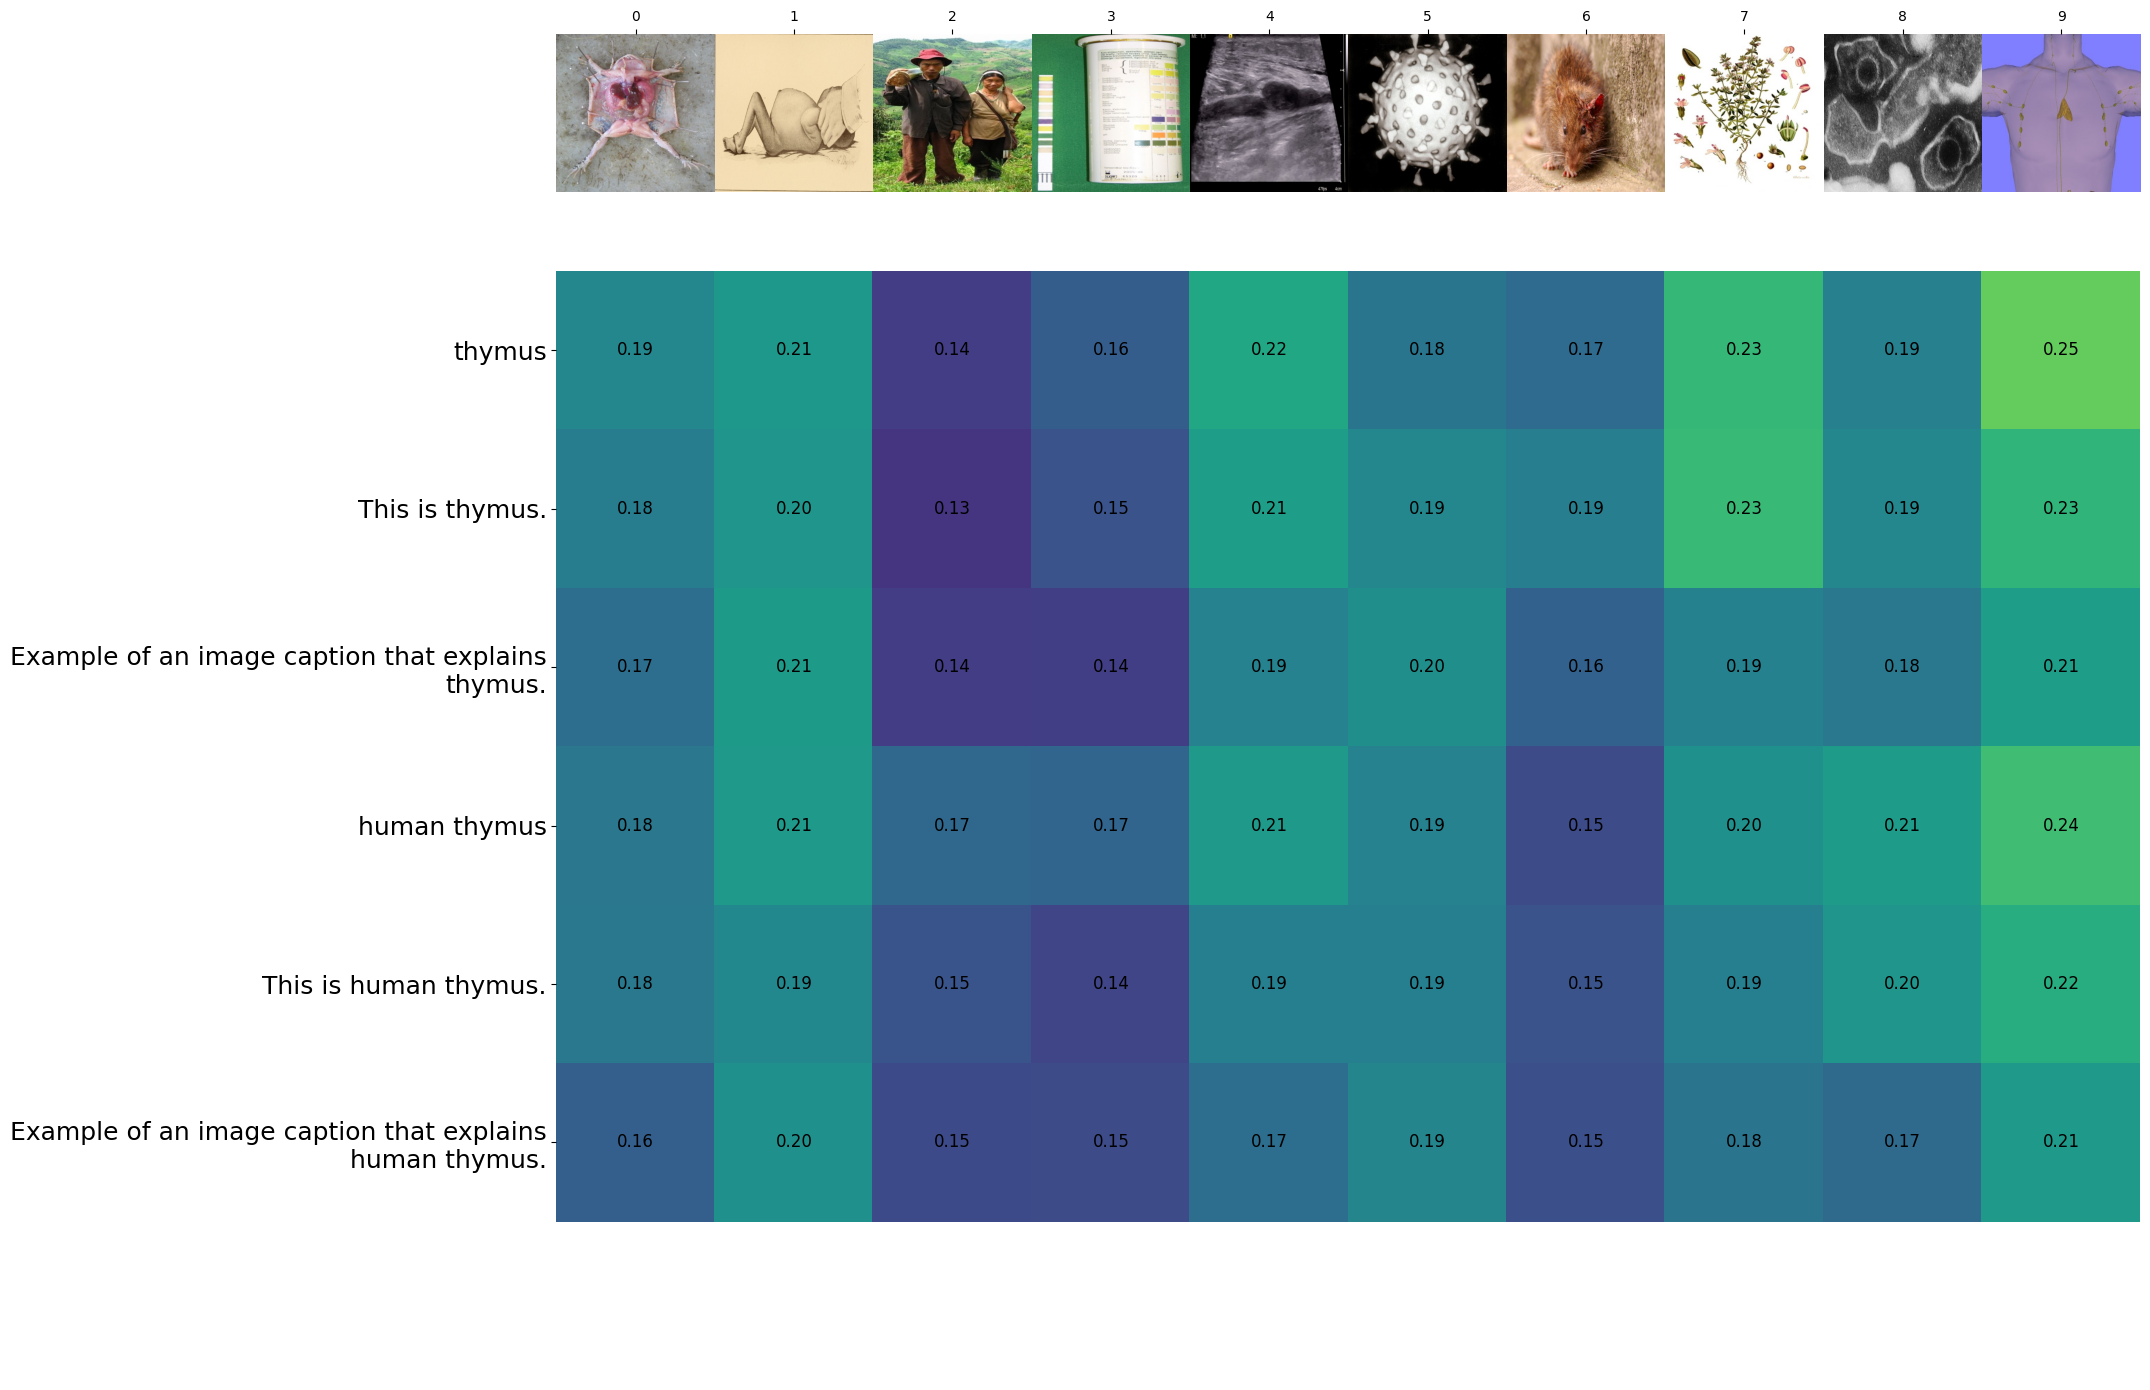 0 1 2 3 4 5 6 7 8 9
thymus 0.19 0.21 0.14 0.16 0.22 0.18 0.17 0.23 0.19 0.25
This is thymus. 0.18 0.20 0.13 0.15 0.21 0.19 0.19 0.23 0.19 0.23
Example of an image caption that explains
thymus. 0.17 0.21 0.14 0.14 0.19 0.20 0.16 0.19 0.18 0.21
human thymus 0.18 0.21 0.17 0.17 0.21 0.19 0.15 0.20 0.21 0.24
This is human thymus. 0.18 0.19 0.15 0.14 0.19 0.19 0.15 0.19 0.20 0.22
Example of an image caption that explains
human thymus. 0.16 0.20 0.15 0.15 0.17 0.19 0.15 0.18 0.17 0.21